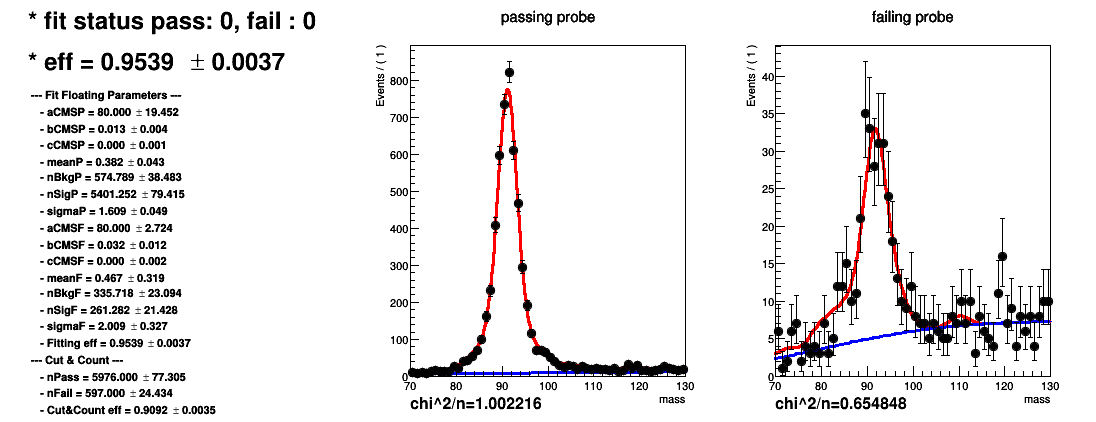 * fit status pass: 0, fail : 0
* eff = 0.9539 ± 0.0037
--- Fit Floating Parameters ---
- aCMSP = 80.000 ± 19.452
- bCMSP = 0.013 ± 0.004
- cCMSP = 0.000 ± 0.001
- meanP = 0.382 ± 0.043
- nBkgP = 574.789 ± 38.483
- nSigP = 5401.252 ± 79.415
- sigmaP = 1.609 ± 0.049
- aCMSF = 80.000 ± 2.724
- bCMSF = 0.032 ± 0.012
- cCMSF = 0.000 ± 0.002
- meanF = 0.467 ± 0.319
- nBkgF = 335.718 ± 23.094
- nSigF = 261.282 ± 21.428
- sigmaF = 2.009 ± 0.327
- Fitting eff = 0.9539 ± 0.0037
--- Cut & Count ---
- nPass = 5976.000 ± 77.305
- nFail = 597.000 ± 24.434
- Cut&Count eff = 0.9092 ± 0.0035
passing probe
Events / ( 1 )
800
700
600
500
400
300
200
100
0
70 80 90 100 110 120 130
mass
chi^2/n=1.002216
failing probe
Events / ( 1 )
40
35
30
25
20
15
10
5
0
70 80 90 100 110 120 130
mass
chi^2/n=0.654848